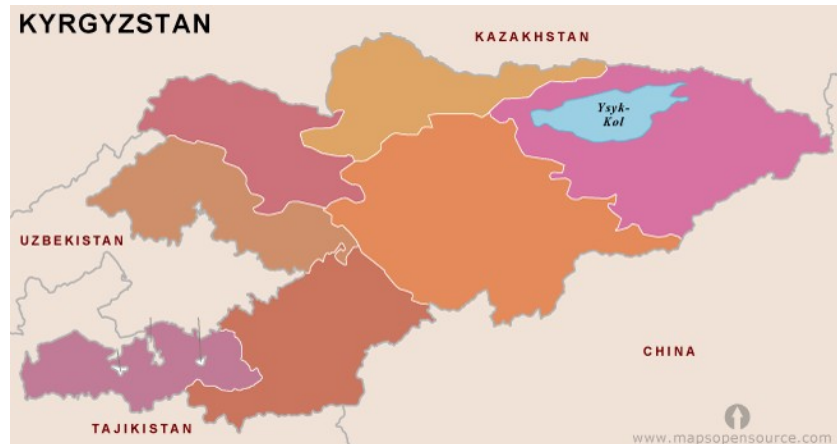 KYRGYZSTAN
KAZAKHSTAN
Ysyk-
Kol
UZBEKISTAN
CHINA
TAJIKISTAN
www.mapsopensource.com